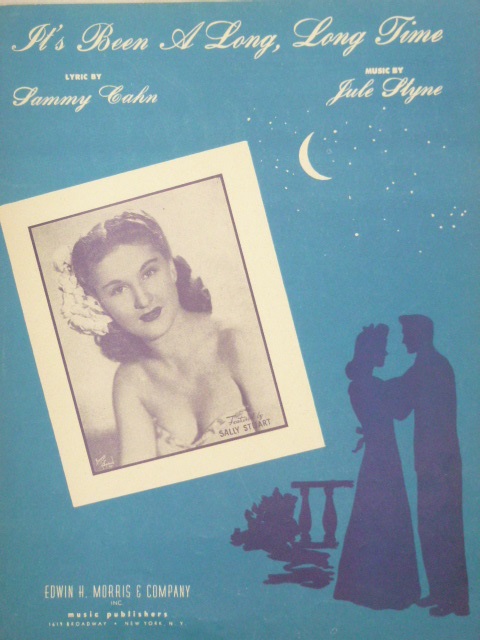 It's Been A Long, Long Time
LYRIC BY
Sammy Cahn
MUSIC BY
Jule Styne
Featured by
SALLY STUART
EDWIN H. MORRIS & COMPANY
INC.
music publishers
1619 BROADWAY • NEW YORK, N. Y.